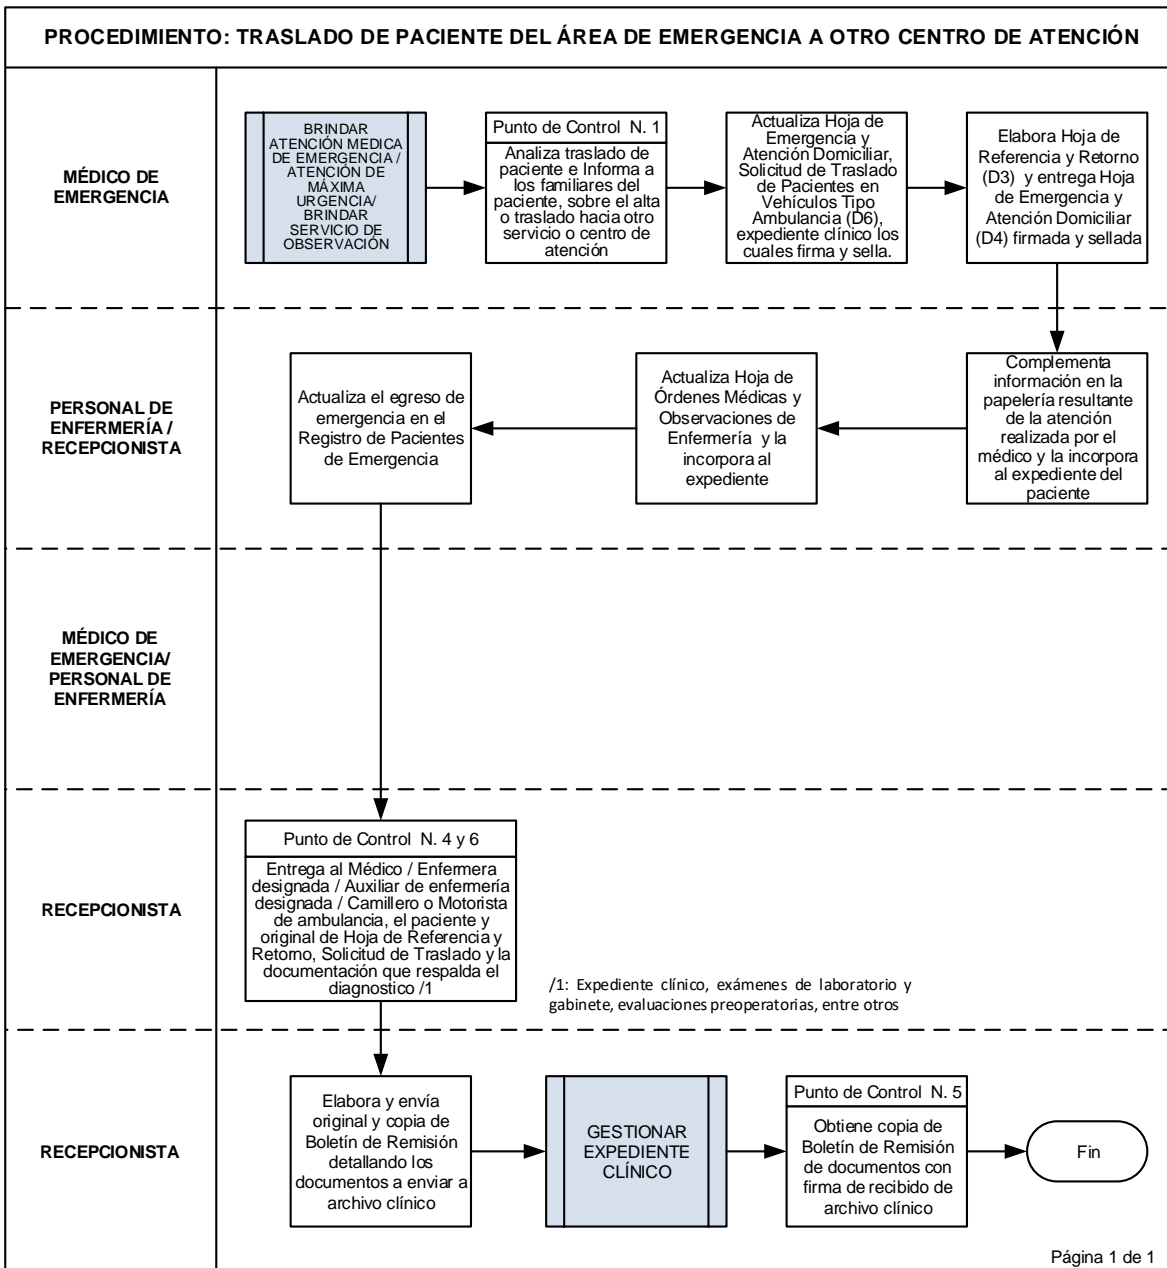 PROCEDIMIENTO: TRASLADO DE PACIENTE DEL ÁREA DE EMERGENCIA A OTRO CENTRO DE ATENCIÓN
MÉDICO DE
EMERGENCIA
BRINDAR
ATENCIÓN MEDICA
DE EMERGENCIA /
ATENCIÓN DE
MÁXIMA
URGENCIA/
BRINDAR
SERVICIO DE
OBSERVACIÓN
Punto de Control N. 1
Analiza traslado de
paciente e Informa a
los familiares del
paciente, sobre el alta
o traslado hacia otro
servicio o centro de
atención
Actualiza Hoja de
Emergencia y
Atención Domiciliar,
Solicitud de Traslado
de Pacientes en
Vehículos Tipo
Ambulancia (D6),
expediente clínico los
cuales firma y sella.
Elabora Hoja de
Referencia y Retorno
(D3) y entrega Hoja
de Emergencia y
Atención Domiciliar
(D4) firmada y sellada
PERSONAL DE
ENFERMERÍA /
RECEPCIONISTA
Actualiza el egreso de
emergencia en el
Registro de Pacientes
de Emergencia
Actualiza Hoja de
Órdenes Médicas y
Observaciones de
Enfermería y la
incorpora al
expediente
Complementa
información en la
papelería resultante
de la atención
realizada por el
médico y la incorpora
al expediente del
paciente
MÉDICO DE
EMERGENCIA/
PERSONAL DE
ENFERMERÍA
RECEPCIONISTA
Punto de Control N. 4 y 6
Entrega al Médico / Enfermera
designada / Auxiliar de enfermería
designada / Camillero o Motorista
de ambulancia, el paciente y
original de Hoja de Referencia y
Retorno, Solicitud de Traslado y la
documentación que respalda el
diagnostico /1
/1: Expediente clínico, exámenes de laboratorio y
gabinete, evaluaciones preoperatorias, entre otros
RECEPCIONISTA
Elabora y envía
original y copia de
Boletín de Remisión
detallando los
documentos a enviar a
archivo clínico
GESTIONAR
EXPEDIENTE
CLÍNICO
Punto de Control N. 5
Obtiene copia de
Boletín de Remisión
de documentos con
firma de recibido de
archivo clínico
Fin
Página 1 de 1